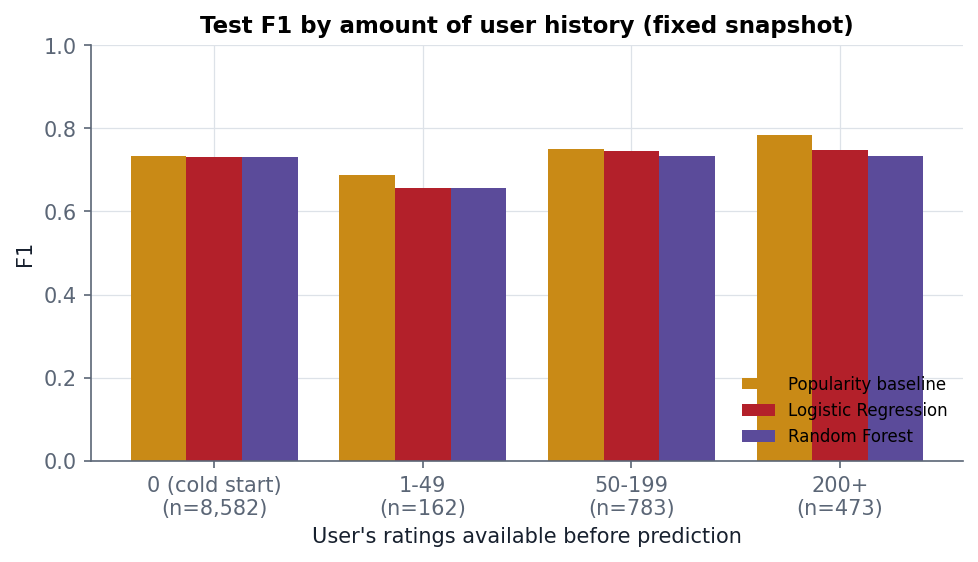 Test F1 by amount of user history (fixed snapshot)
1.0
0.8
0.6
0.4
0.2
0.0
F1
Popularity baseline
Logistic Regression
Random Forest
0 (cold start) 1-49 50-199 200+
(n=8,582) (n=162) (n=783) (n=473)
User's ratings available before prediction